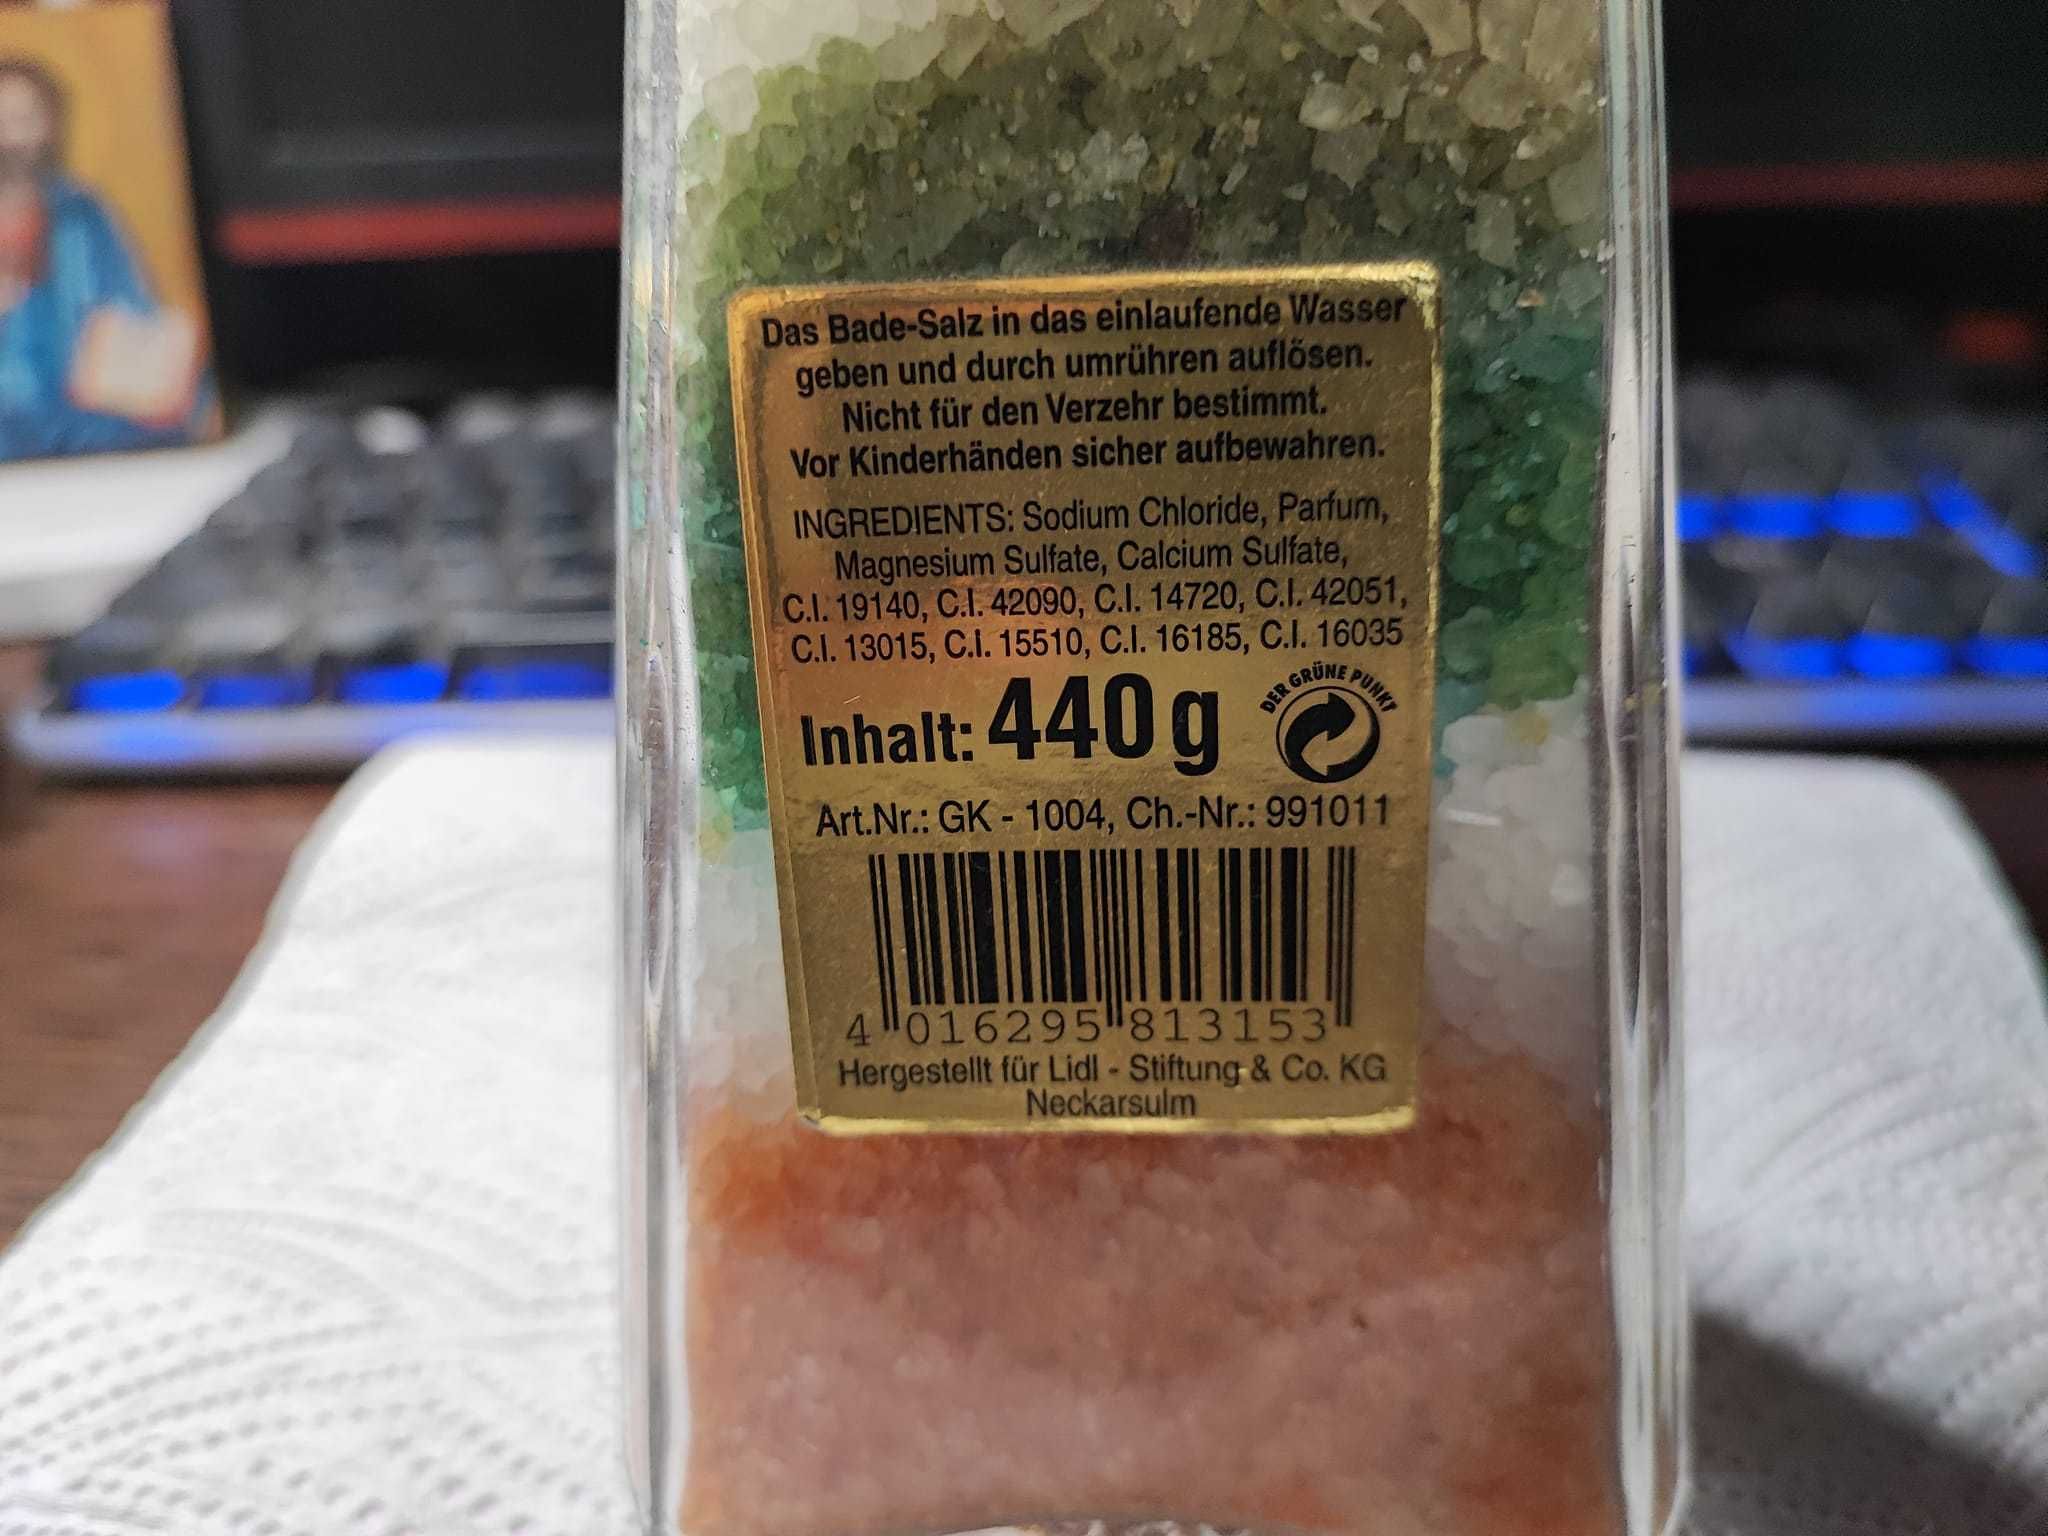 Das Bade-Salz in das einlaufende Wasser
geben und durch umrühren auflösen.
Nicht für den Verzehr bestimmt.
Vor Kinderhänden sicher aufbewahren.
INGREDIENTS: Sodium Chloride, Parfum,
Magnesium Sulfate, Calcium Sulfate,
C.I. 19140, C.I. 42090, C.I. 14720, C.I. 42051,
C.I. 13015, C.I. 15510, C.I. 16185, C.I. 16035
Inhalt: 440 g
DER GRÜNE PUNKT
Art.Nr.: GK - 1004, Ch.-Nr.: 991011
4 016295 813153
Hergestellt für Lidl - Stiftung & Co. KG
Neckarsulm